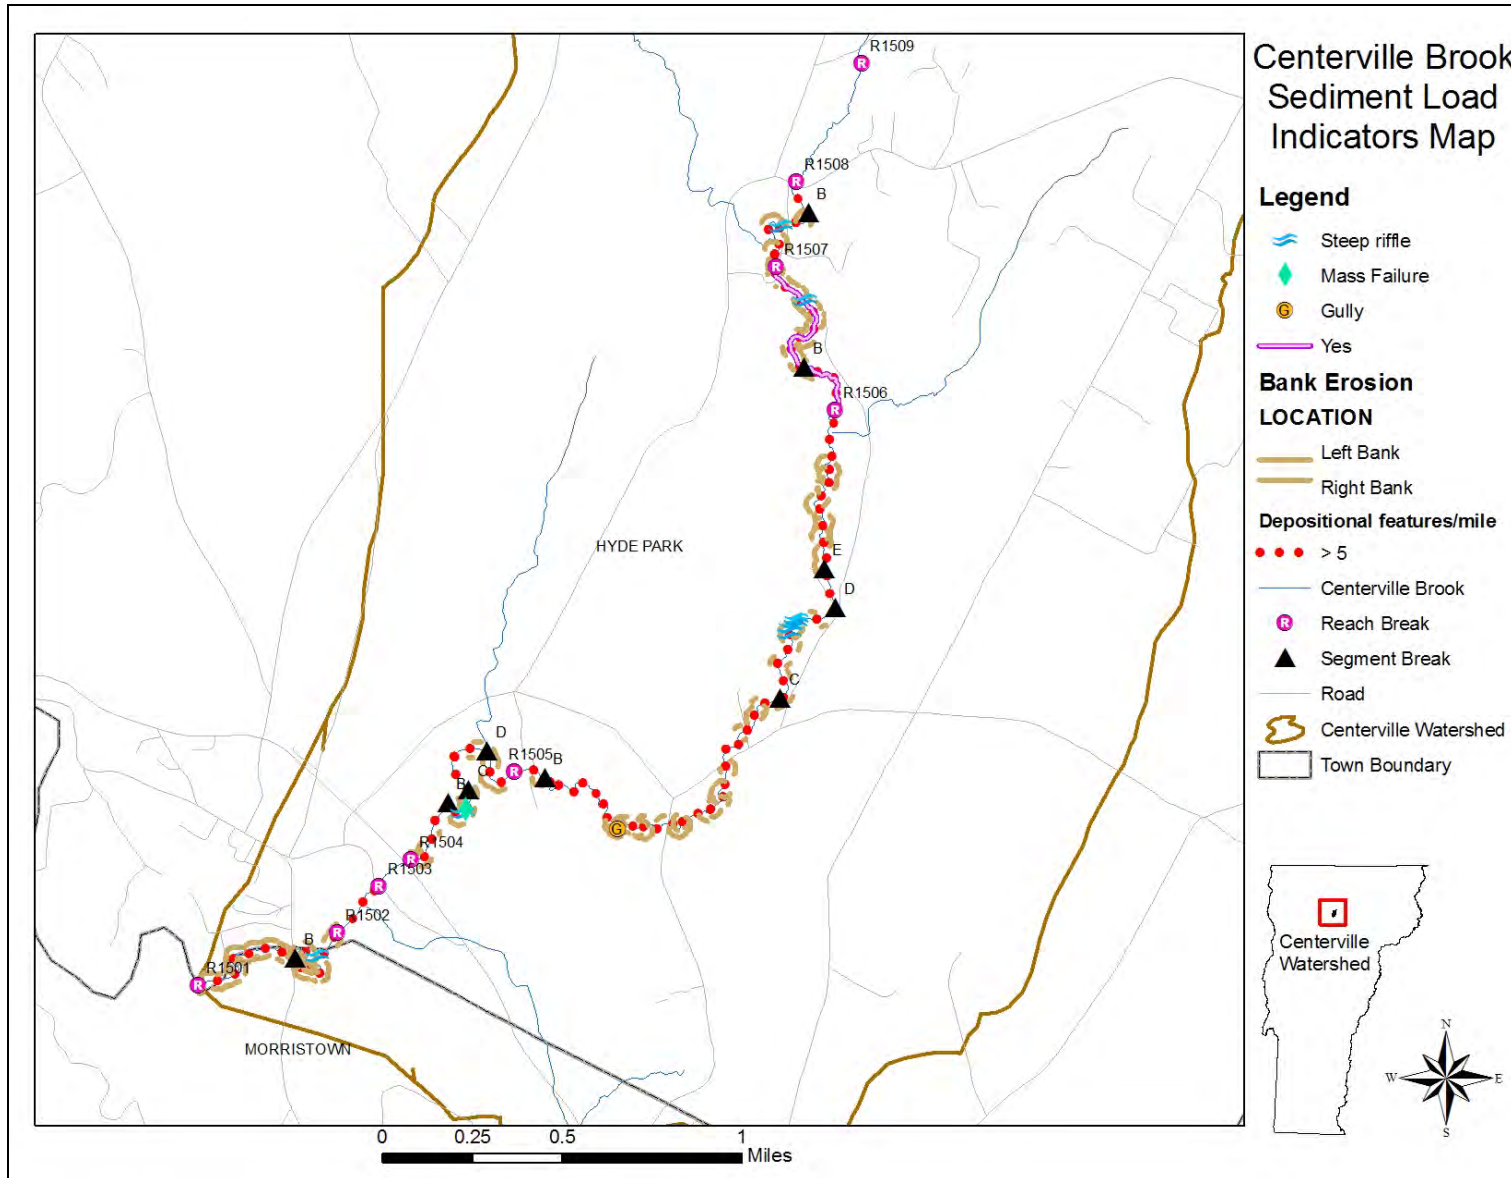 Centerville Brook
Sediment Load
Indicators Map
Legend
Steep riffle
Mass Failure
G Gully
Yes
Bank Erosion
LOCATION
Left Bank
Right Bank
Depositional features/mile
> 5
Centerville Brook
R Reach Break
Segment Break
Road
Centerville Watershed
Town Boundary
R1509
R
R1508
R
B
R1507
R
B
R1506
R
HYDE PARK
E
D
C
D
R1505
R
B
C
B
G
R1504
R
R1503
R
R1502
R
B
R1501
R
MORRISTOWN
Centerville
Watershed
N
W
E
S
0
0.25
0.5
1
Miles